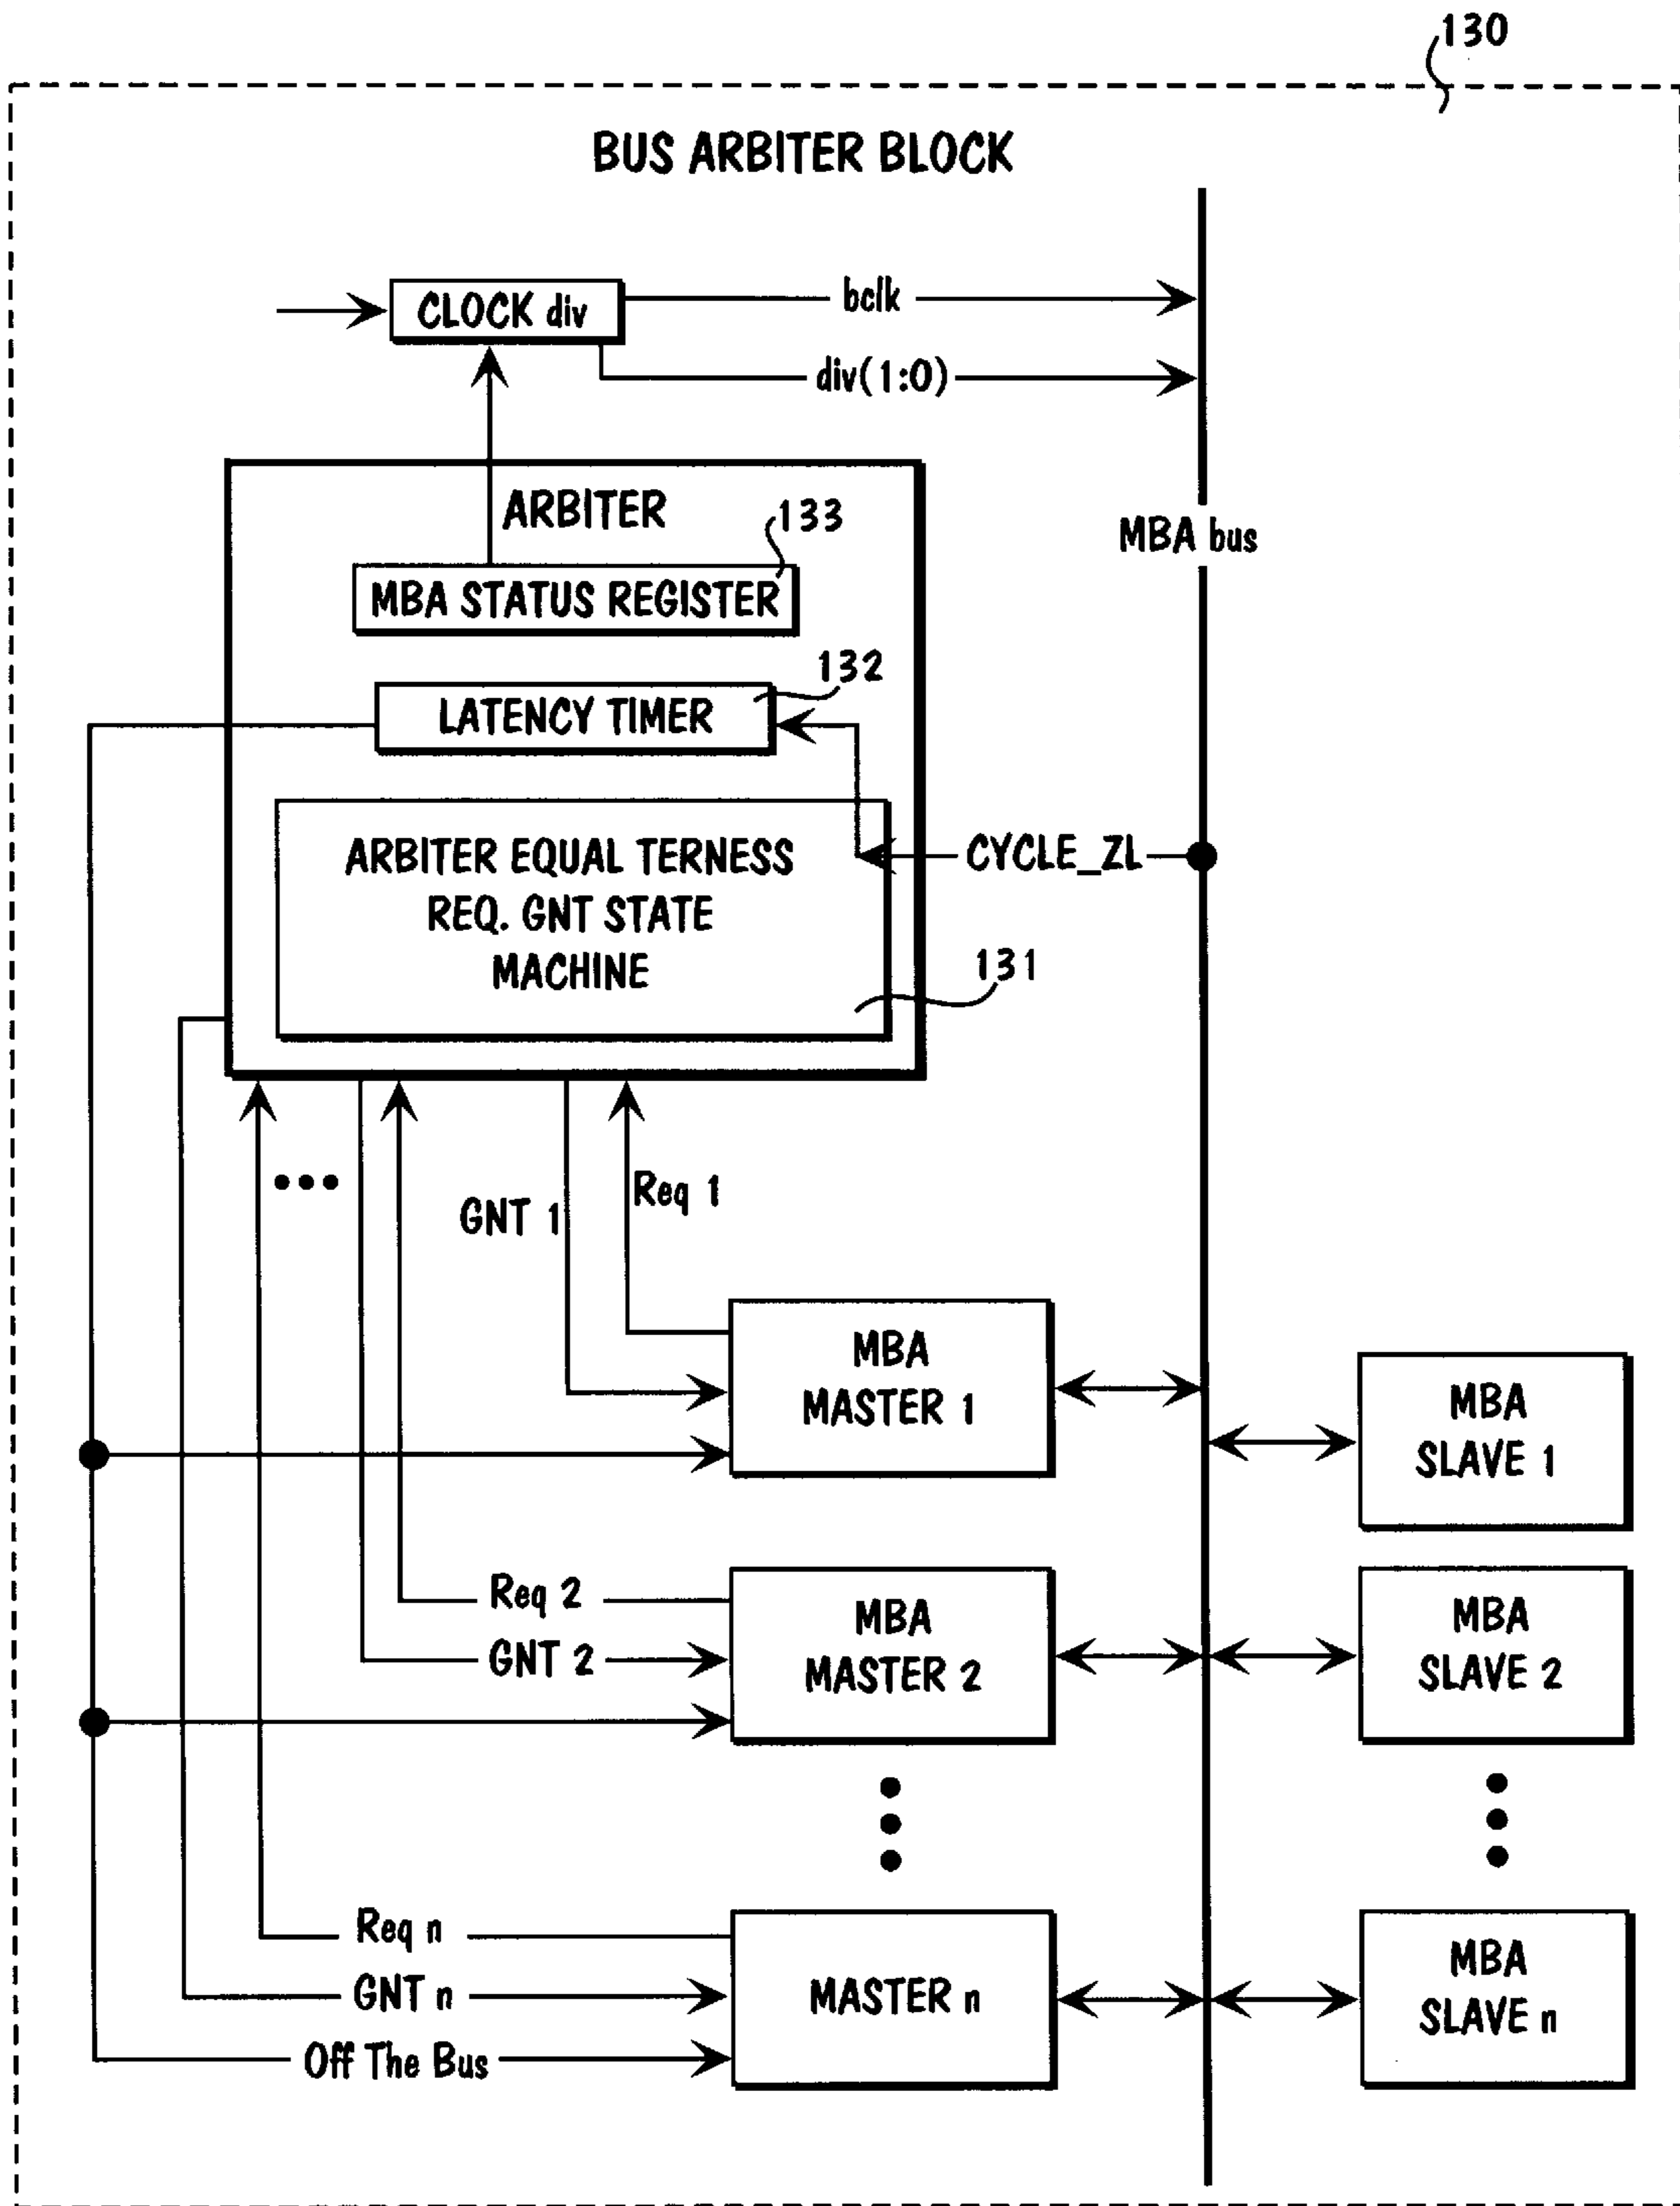 130
BUS ARBITER BLOCK
CLOCK div
bclk
div(1:0)
ARBITER
133
MBA bus
MBA STATUS REGISTER
132
LATENCY TIMER
ARBITER EQUAL TERNESS
REQ. GNT STATE
MACHINE
CYCLE_ZL
131
GNT 1
Req 1
MBA
MASTER 1
MBA
SLAVE 1
Req 2
GNT 2
MBA
MASTER 2
MBA
SLAVE 2
Req n
GNT n
Off The Bus
MASTER n
MBA
SLAVE n